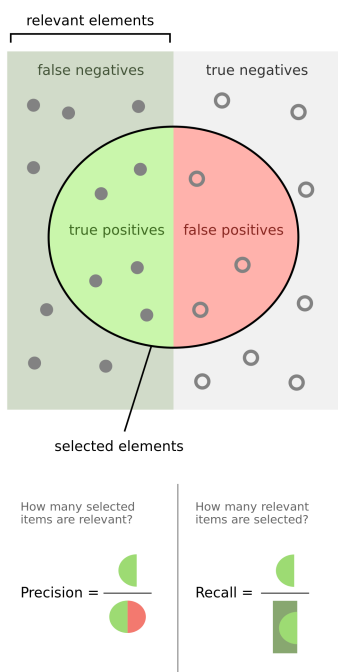 relevant elements
false negatives
true negatives
true positives
false positives
selected elements
How many selected
items are relevant?
How many relevant
items are selected?
Precision =
Recall =